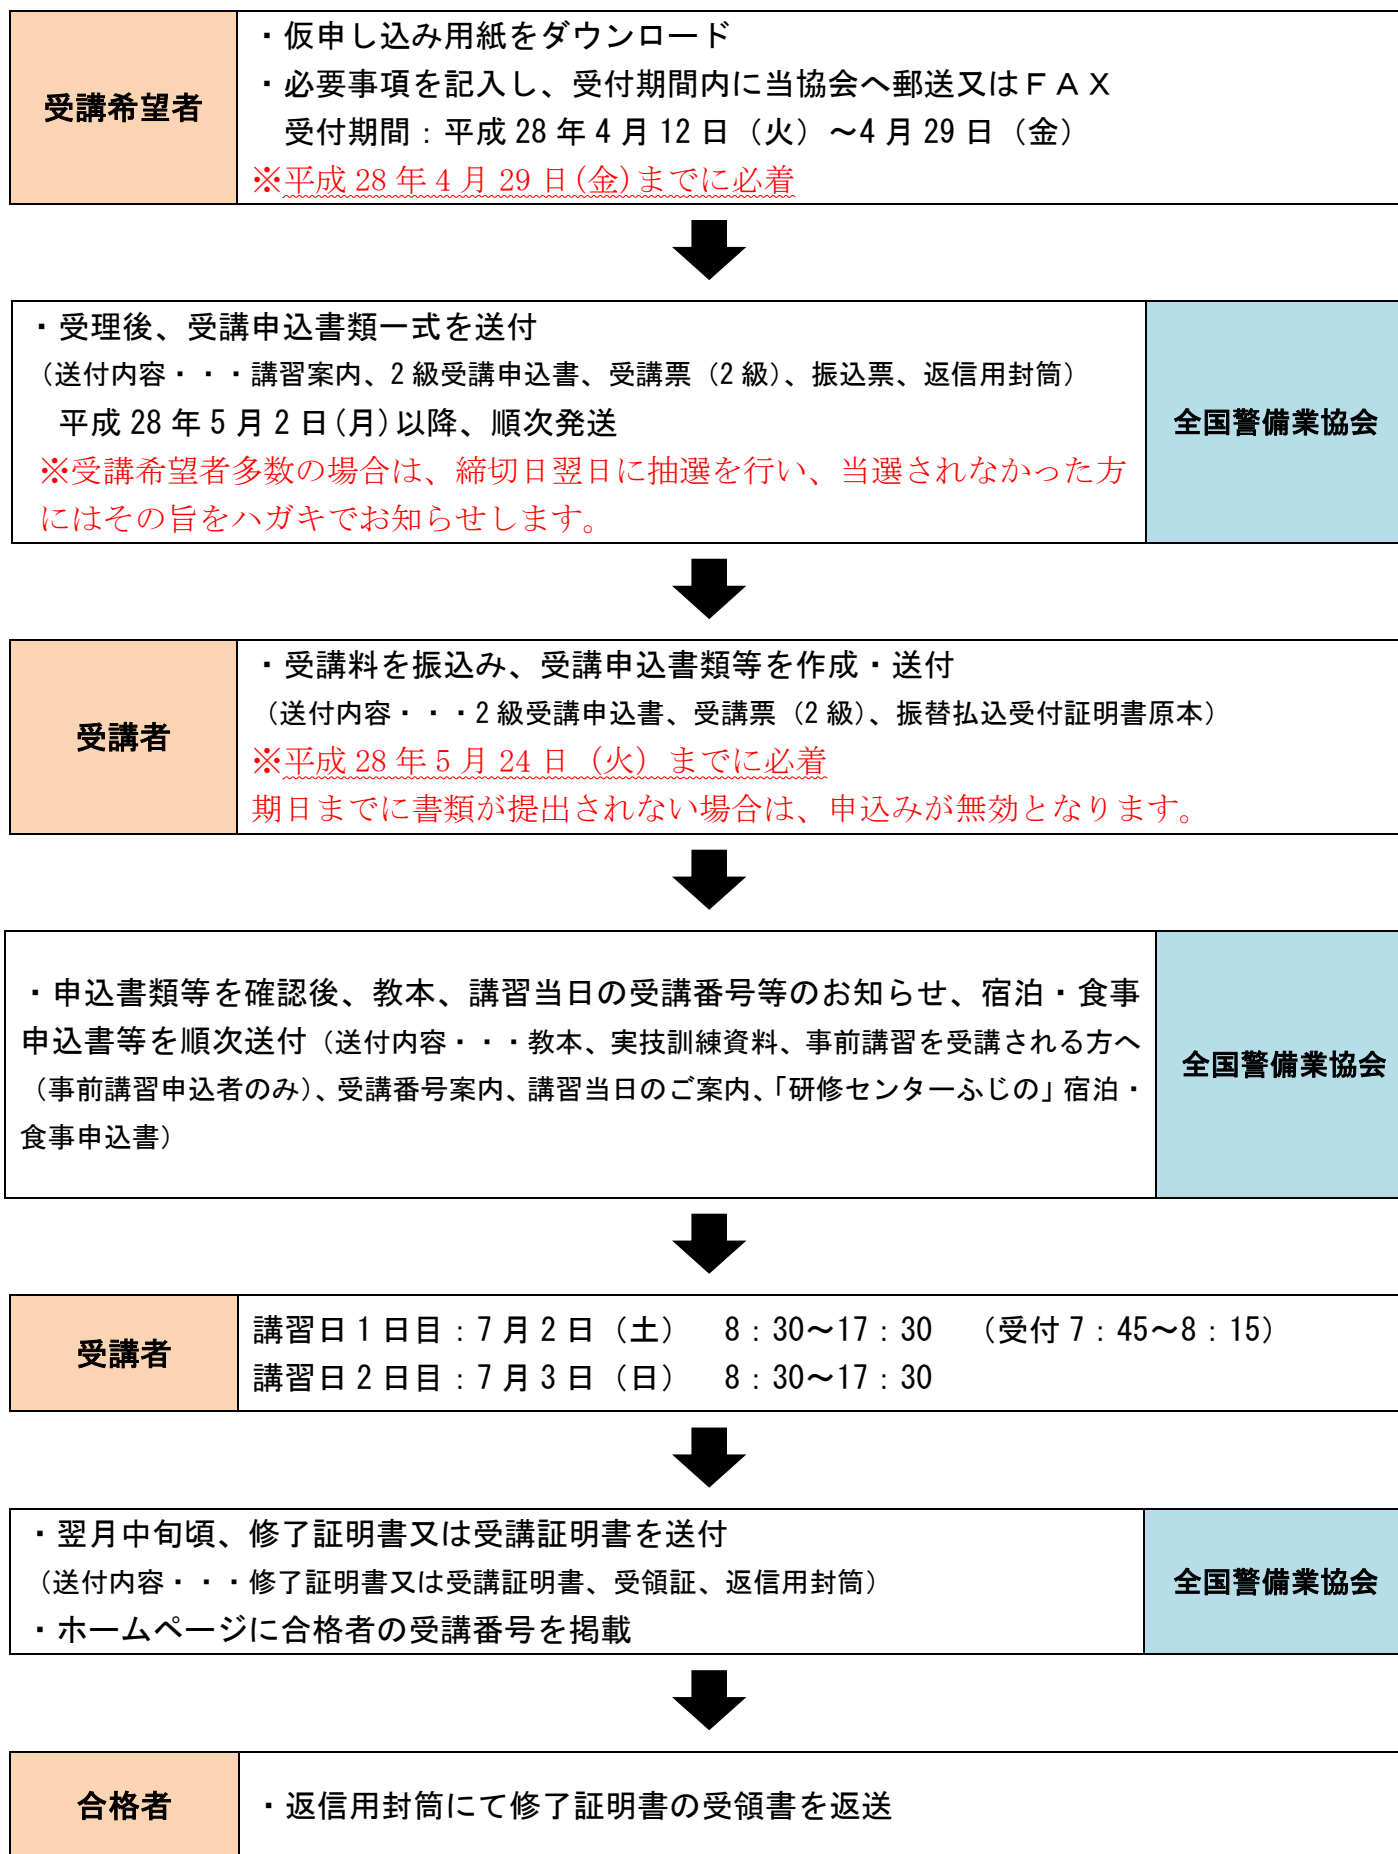 受講希望者
・仮申し込み用紙をダウンロード
・必要事項を記入し、受付期間内に当協会へ郵送又はＦＡＸ
受付期間：平成 28 年 4 月 12 日（火）～4 月 29 日（金）
※平成 28 年 4 月 29 日(金)までに必着
・受理後、受講申込書類一式を送付
（送付内容・・・講習案内、2 級受講申込書、受講票（2 級）、振込票、返信用封筒）
平成 28 年 5 月 2 日(月)以降、順次発送
※受講希望者多数の場合は、締切日翌日に抽選を行い、当選されなかった方
にはその旨をハガキでお知らせします。
全国警備業協会
受講者
・受講料を振込み、受講申込書類等を作成・送付
（送付内容・・・2 級受講申込書、受講票（2 級）、振替払込受付証明書原本）
※平成 28 年 5 月 24 日（火）までに必着
期日までに書類が提出されない場合は、申込みが無効となります。
・申込書類等を確認後、教本、講習当日の受講番号等のお知らせ、宿泊・食事
申込書等を順次送付（送付内容・・・教本、実技訓練資料、事前講習を受講される方へ
（事前講習申込者のみ）、受講番号案内、講習当日のご案内、「研修センターふじの」宿泊・
食事申込書）
全国警備業協会
受講者
講習日 1 日目：7 月 2 日（土）　8：30～17：30　（受付 7：45～8：15）
講習日 2 日目：7 月 3 日（日）　8：30～17：30
・翌月中旬頃、修了証明書又は受講証明書を送付
（送付内容・・・修了証明書又は受講証明書、受領証、返信用封筒）
・ホームページに合格者の受講番号を掲載
全国警備業協会
合格者
・返信用封筒にて修了証明書の受領書を返送